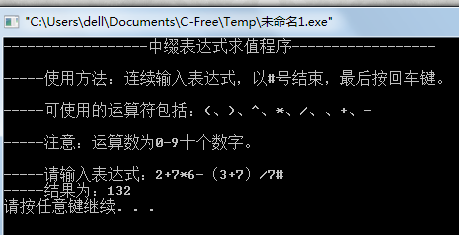 "C:\Users\dell\Documents\C-Free\Temp\未命名1.exe"
--------------------中缀表达式求值程序--------------------
-----使用方法：连续输入表达式，以#号结束，最后按回车键。
-----可使用的运算符包括：(、)、^、*、/、、+、-
-----注意：运算数为0-9十个数字。
-----请输入表达式：2+7*6-（3+7）/7#
-----结果为：132
请按任意键继续. . .